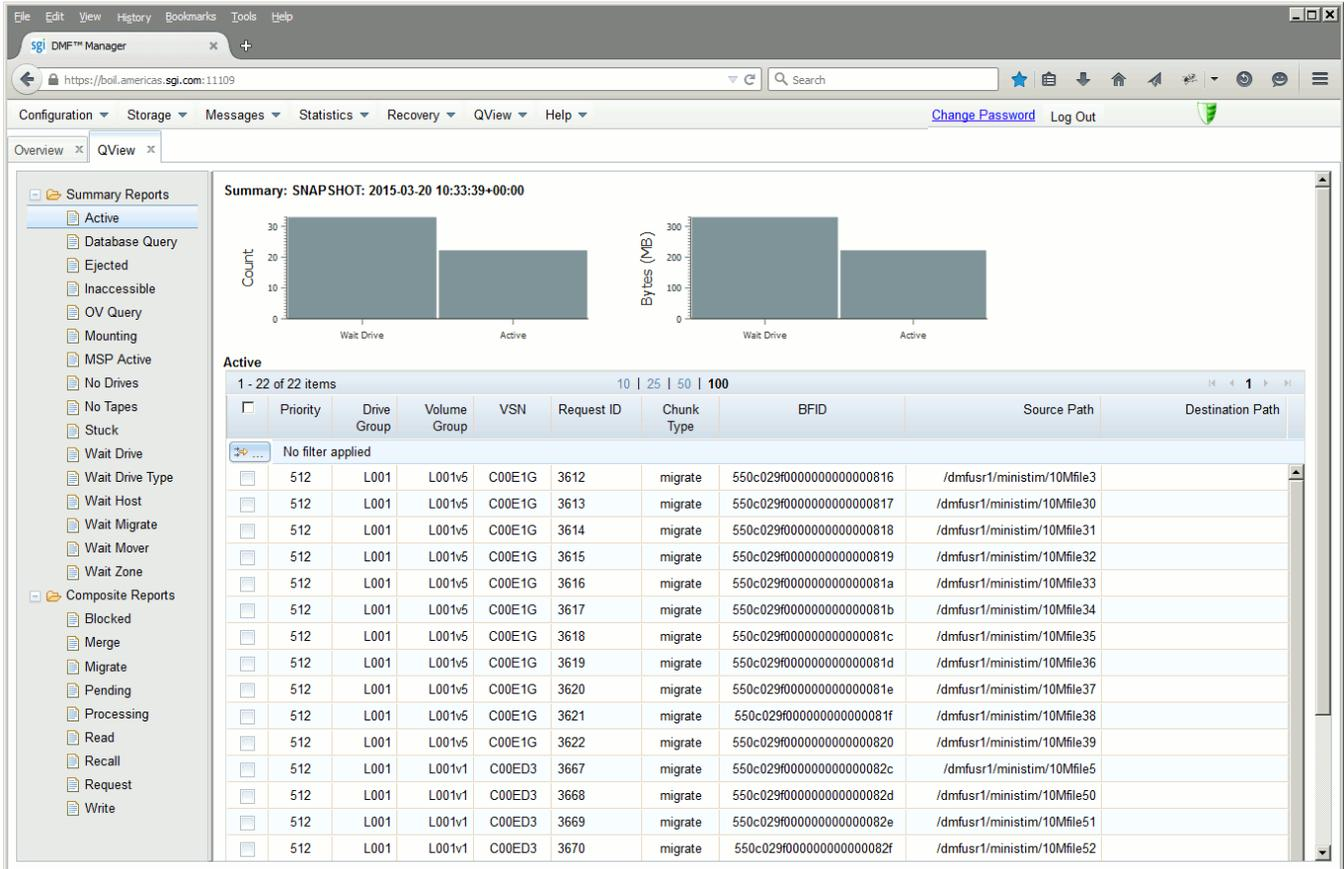 File Edit View History Bookmarks Tools Help
sgi DMF™ Manager
https://boil.americas.sgi.com:11109 Search
Configuration Storage Messages Statistics Recovery QView Help Change Password Log Out
Overview QView
Summary Reports
Active
Database Query
Ejected
Inaccessible
OV Query
Mounting
MSP Active
No Drives
No Tapes
Stuck
Wait Drive
Wait Drive Type
Wait Host
Wait Migrate
Wait Mover
Wait Zone
Composite Reports
Blocked
Merge
Migrate
Pending
Processing
Read
Recall
Request
Write
Summary: SNAPSHOT: 2015-03-20 10:33:39+00:00
Count
30
20
10
0
Wait Drive Active
Bytes (MB)
300
200
100
0
Wait Drive Active
Active
1 - 22 of 22 items 10 | 25 | 50 | 100 1
Priority Drive Group Volume Group VSN Request ID Chunk Type BFID Source Path Destination Path
... No filter applied
512 L001 L001v5 C00E1G 3612 migrate 550c029f0000000000000816 /dmfusr1/ministim/10Mfile3
512 L001 L001v5 C00E1G 3613 migrate 550c029f0000000000000817 /dmfusr1/ministim/10Mfile30
512 L001 L001v5 C00E1G 3614 migrate 550c029f0000000000000818 /dmfusr1/ministim/10Mfile31
512 L001 L001v5 C00E1G 3615 migrate 550c029f0000000000000819 /dmfusr1/ministim/10Mfile32
512 L001 L001v5 C00E1G 3616 migrate 550c029f000000000000081a /dmfusr1/ministim/10Mfile33
512 L001 L001v5 C00E1G 3617 migrate 550c029f000000000000081b /dmfusr1/ministim/10Mfile34
512 L001 L001v5 C00E1G 3618 migrate 550c029f000000000000081c /dmfusr1/ministim/10Mfile35
512 L001 L001v5 C00E1G 3619 migrate 550c029f000000000000081d /dmfusr1/ministim/10Mfile36
512 L001 L001v5 C00E1G 3620 migrate 550c029f000000000000081e /dmfusr1/ministim/10Mfile37
512 L001 L001v5 C00E1G 3621 migrate 550c029f000000000000081f /dmfusr1/ministim/10Mfile38
512 L001 L001v5 C00E1G 3622 migrate 550c029f0000000000000820 /dmfusr1/ministim/10Mfile39
512 L001 L001v1 C00ED3 3667 migrate 550c029f000000000000082c /dmfusr1/ministim/10Mfile5
512 L001 L001v1 C00ED3 3668 migrate 550c029f000000000000082d /dmfusr1/ministim/10Mfile50
512 L001 L001v1 C00ED3 3669 migrate 550c029f000000000000082e /dmfusr1/ministim/10Mfile51
512 L001 L001v1 C00ED3 3670 migrate 550c029f000000000000082f /dmfusr1/ministim/10Mfile52